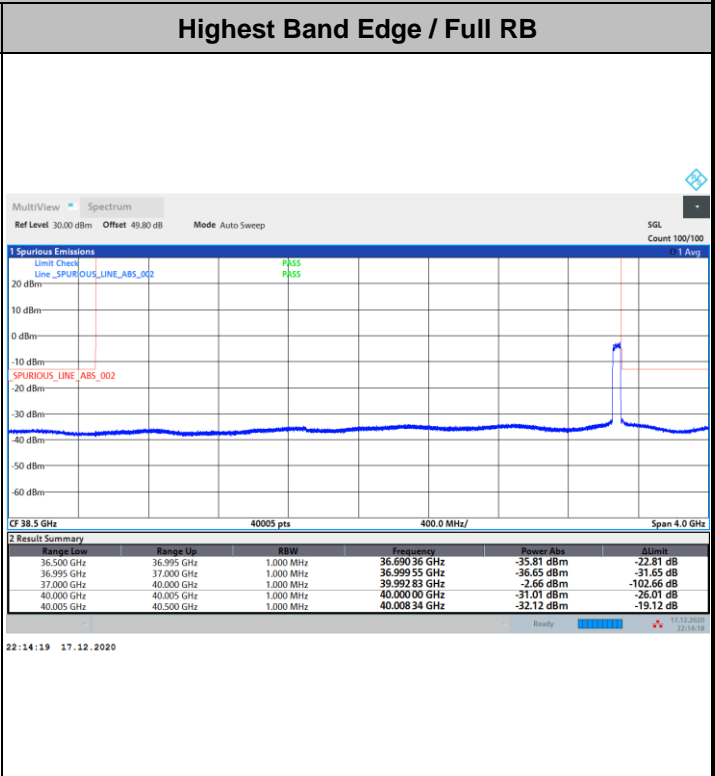 Highest Band Edge / Full RB
MultiView Spectrum
Ref Level 30.00 dBm Offset 49.80 dB Mode Auto Sweep SGL
Count 100/100
1 Spurious Emissions 1 Avg
Limit Check PASS
Line _SPURIOUS_LINE_ABS_002 PASS
20 dBm
10 dBm
0 dBm
-10 dBm
_SPURIOUS_LINE_ABS_002
-20 dBm
-30 dBm
-40 dBm
-50 dBm
-60 dBm
CF 38.5 GHz 40005 pts 400.0 MHz/ Span 4.0 GHz
2 Result Summary
Range Low Range Up RBW Frequency Power Abs ΔLimit
36.500 GHz 36.995 GHz 1.000 MHz 36.690 36 GHz -35.81 dBm -22.81 dB
36.995 GHz 37.000 GHz 1.000 MHz 36.999 55 GHz -36.65 dBm -31.65 dB
37.000 GHz 40.000 GHz 1.000 MHz 39.992 83 GHz -2.66 dBm -102.66 dB
40.000 GHz 40.005 GHz 1.000 MHz 40.000 00 GHz -31.01 dBm -26.01 dB
40.005 GHz 40.500 GHz 1.000 MHz 40.008 34 GHz -32.12 dBm -19.12 dB
Ready 17.12.2020
22:14:18
22:14:19 17.12.2020